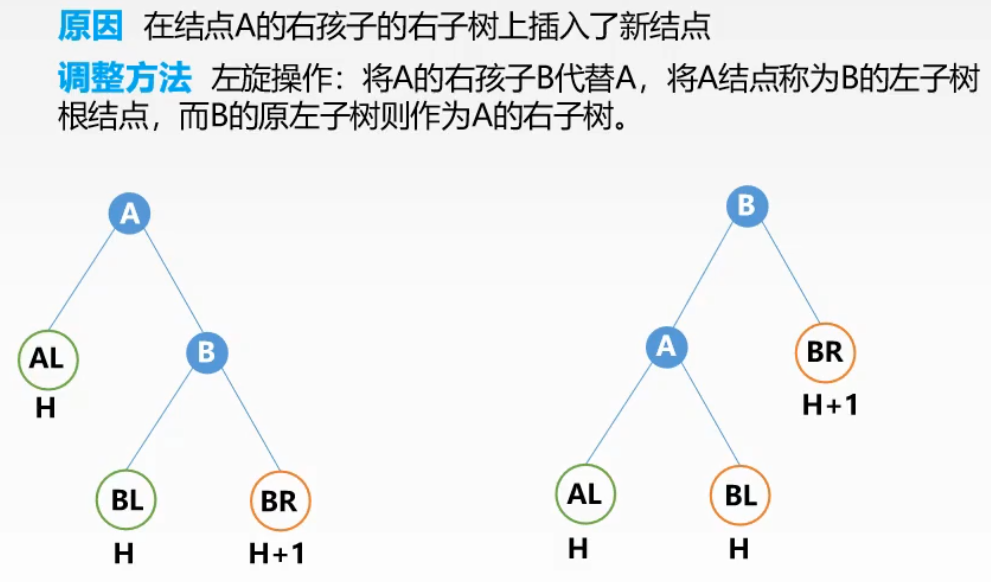 原因 在结点A的右孩子的右子树上插入了新结点
调整方法 左旋操作：将A的右孩子B代替A，将A结点称为B的左子树
根结点，而B的原左子树则作为A的右子树。
A
B
AL
B
A
BR
H
H+1
BL
BR
AL
BL
H
H+1
H
H